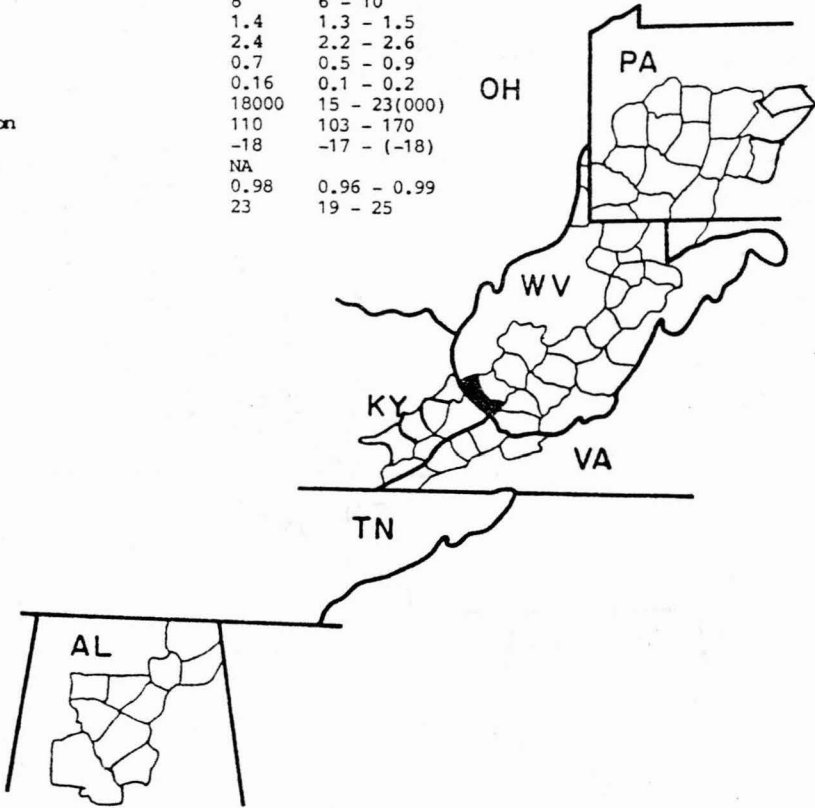 8 6 - 10
1.4 1.3 - 1.5
2.4 2.2 - 2.6
0.7 0.5 - 0.9
0.16 0.1 - 0.2
18000 15 - 23(000)
110 103 - 170
-18 -17 - (-18)
NA
0.98 0.96 - 0.99
23 19 - 25
OH
PA
WV
KY
VA
TN
AL